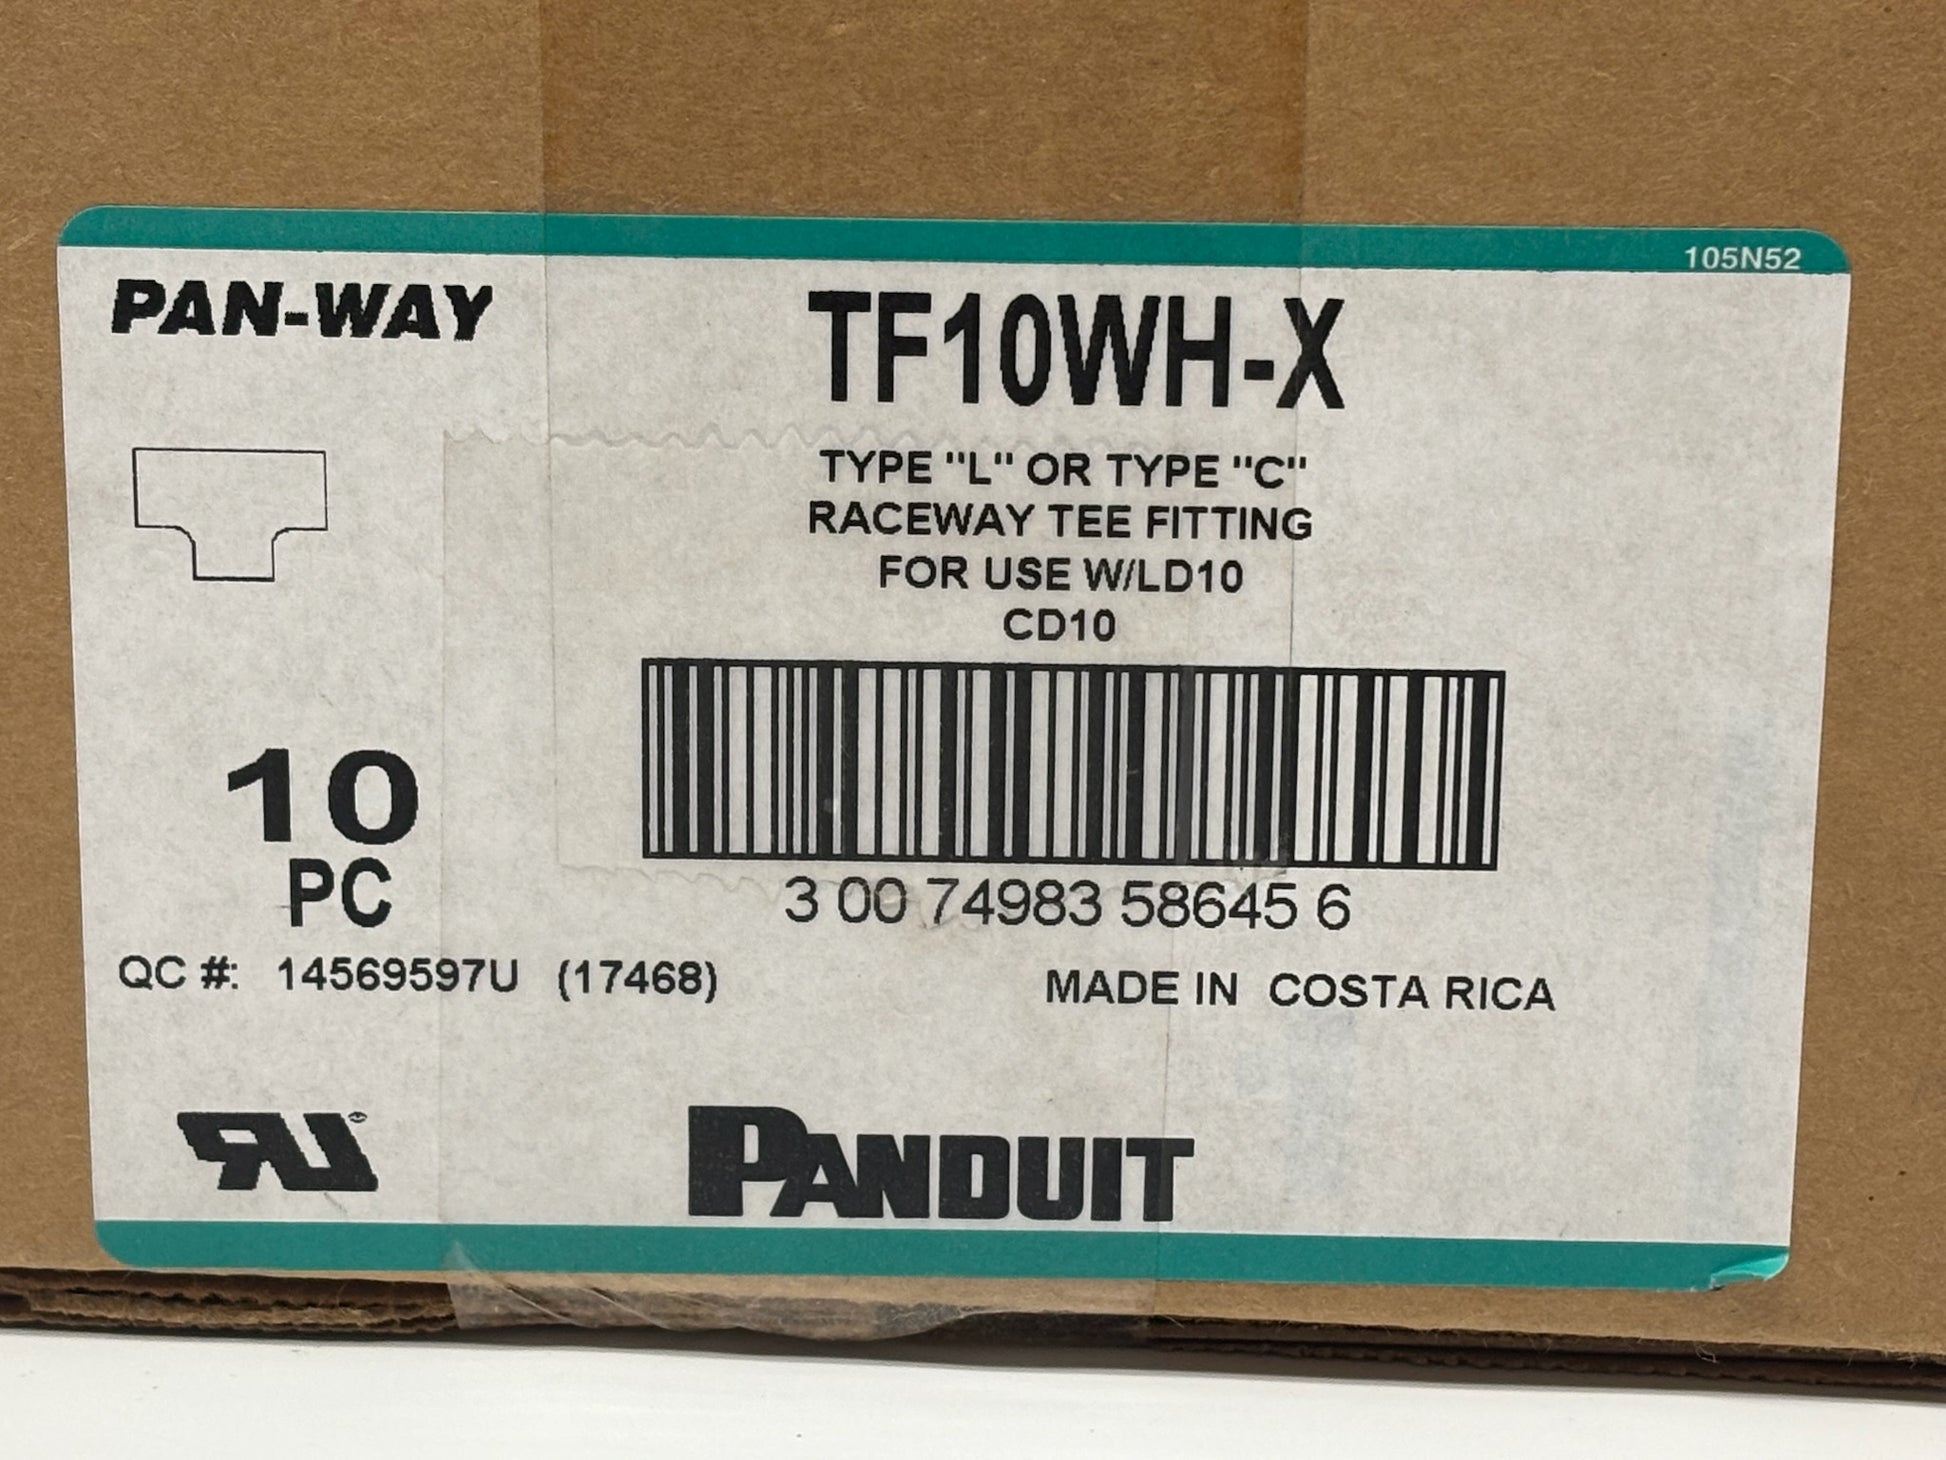 105N52
PAN-WAY
TF10WH-X
TYPE "L" OR TYPE "C"
RACEWAY TEE FITTING
FOR USE W/LD10
CD10
10
PC
3 00 74983 58645 6
QC #: 14569597U (17468)
MADE IN COSTA RICA
PANDUIT